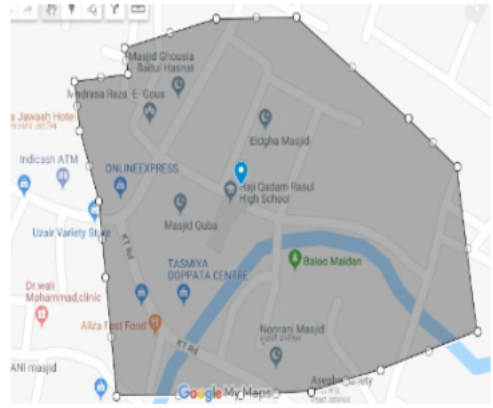 Masjid Ghousia
Baitul Hasnat
Madrasa Raza -E- Gous
a Jawash Hotel
Eidgha Masjid
Indicash ATM
ONLINEEXPRESS
Haji Qadam Rasul
High School
Masjid Quba
Uzair Variety Store
KT Rd
TASMIYA
DOPPATA CENTRE
Baloo Maidan
Dr.wali
Mohammad,clinic
Aliza Fast Food
Noorani Masjid
KT Rd
ANI masjid
Google My Maps